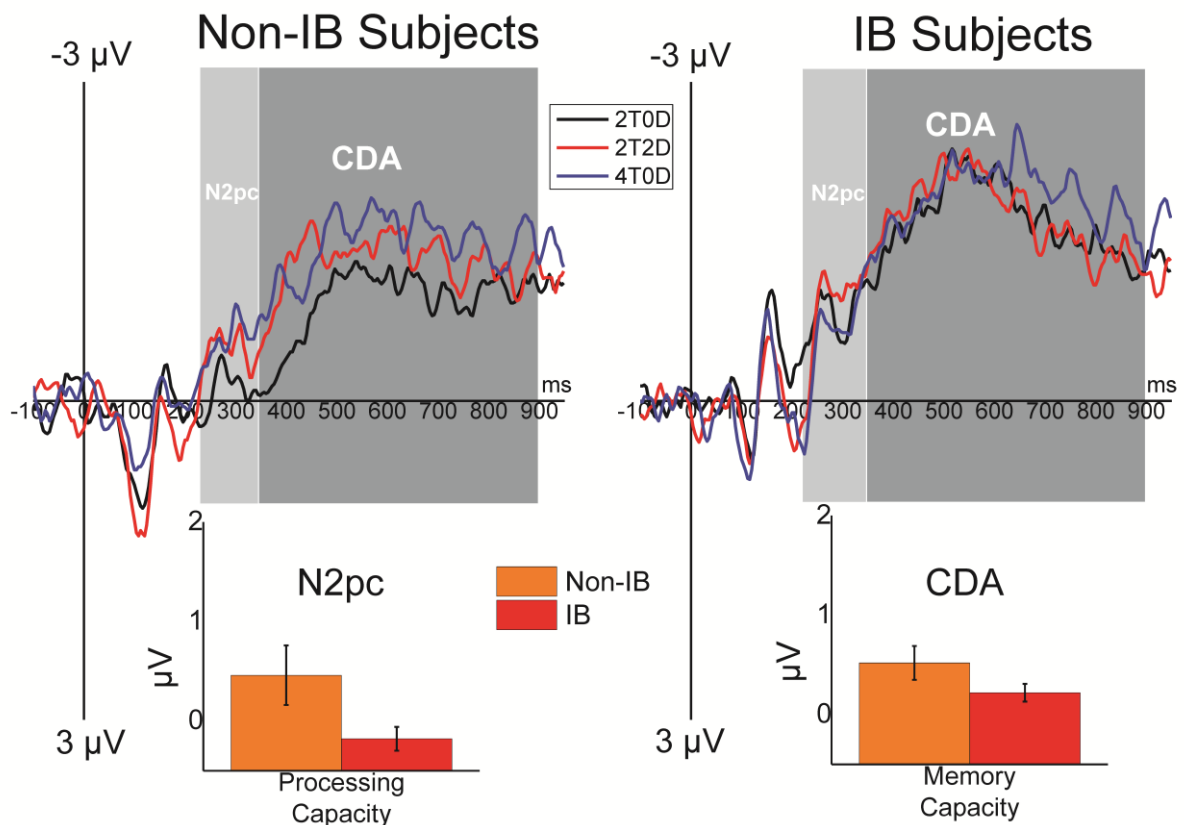 Non-IB Subjects
-3 µV
2T0D
2T2D
4T0D
CDA
N2pc
ms
-100 100 200 300 400 500 600 700 800 900
3 µV
IB Subjects
-3 µV
CDA
N2pc
ms
-100 100 200 300 400 500 600 700 800 900
3 µV
2
1
0
µV
N2pc
Processing
Capacity
Non-IB
IB
2
1
0
µV
CDA
Memory
Capacity